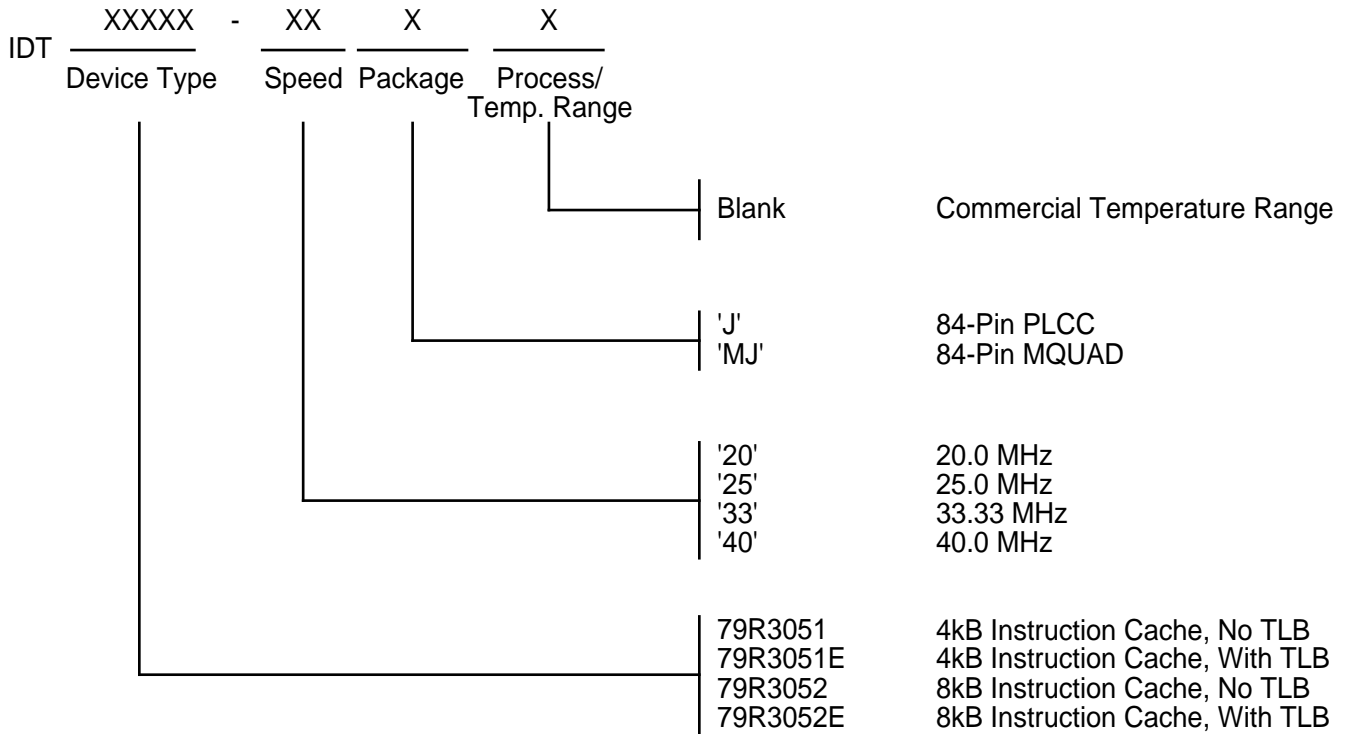 XXXXX - XX X X
IDT
Device Type Speed Package Process/
Temp. Range
Blank Commercial Temperature Range
'J' 84-Pin PLCC
'MJ' 84-Pin MQUAD
'20' 20.0 MHz
'25' 25.0 MHz
'33' 33.33 MHz
'40' 40.0 MHz
79R3051 4kB Instruction Cache, No TLB
79R3051E 4kB Instruction Cache, With TLB
79R3052 8kB Instruction Cache, No TLB
79R3052E 8kB Instruction Cache, With TLB